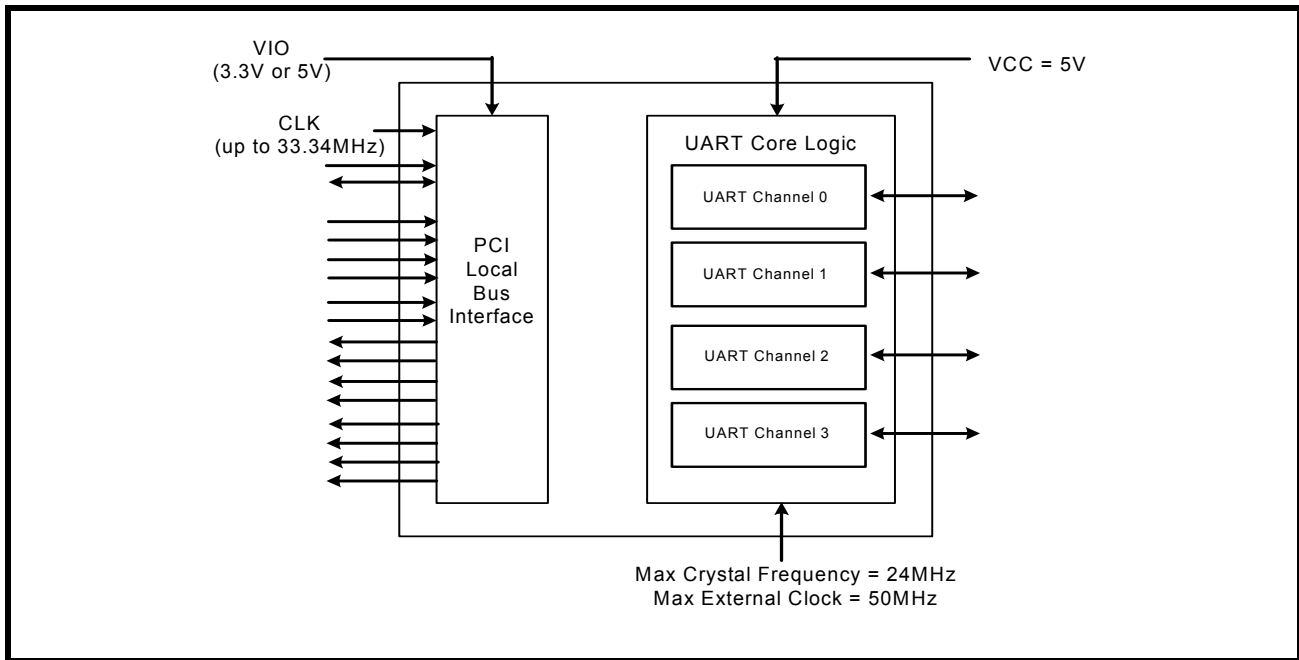 VIO
(3.3V or 5V)
VCC = 5V
CLK
(up to 33.34MHz)
PCI
Local
Bus
Interface
UART Core Logic
UART Channel 0
UART Channel 1
UART Channel 2
UART Channel 3
Max Crystal Frequency = 24MHz
Max External Clock = 50MHz